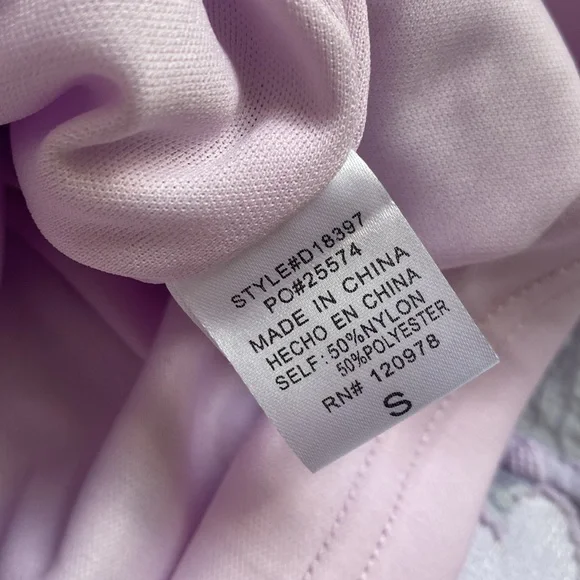 STYLE#D18397
PO#25574
MADE IN CHINA
HECHO EN CHINA
SELF: 50%NYLON
50%POLYESTER
RN# 120978
S